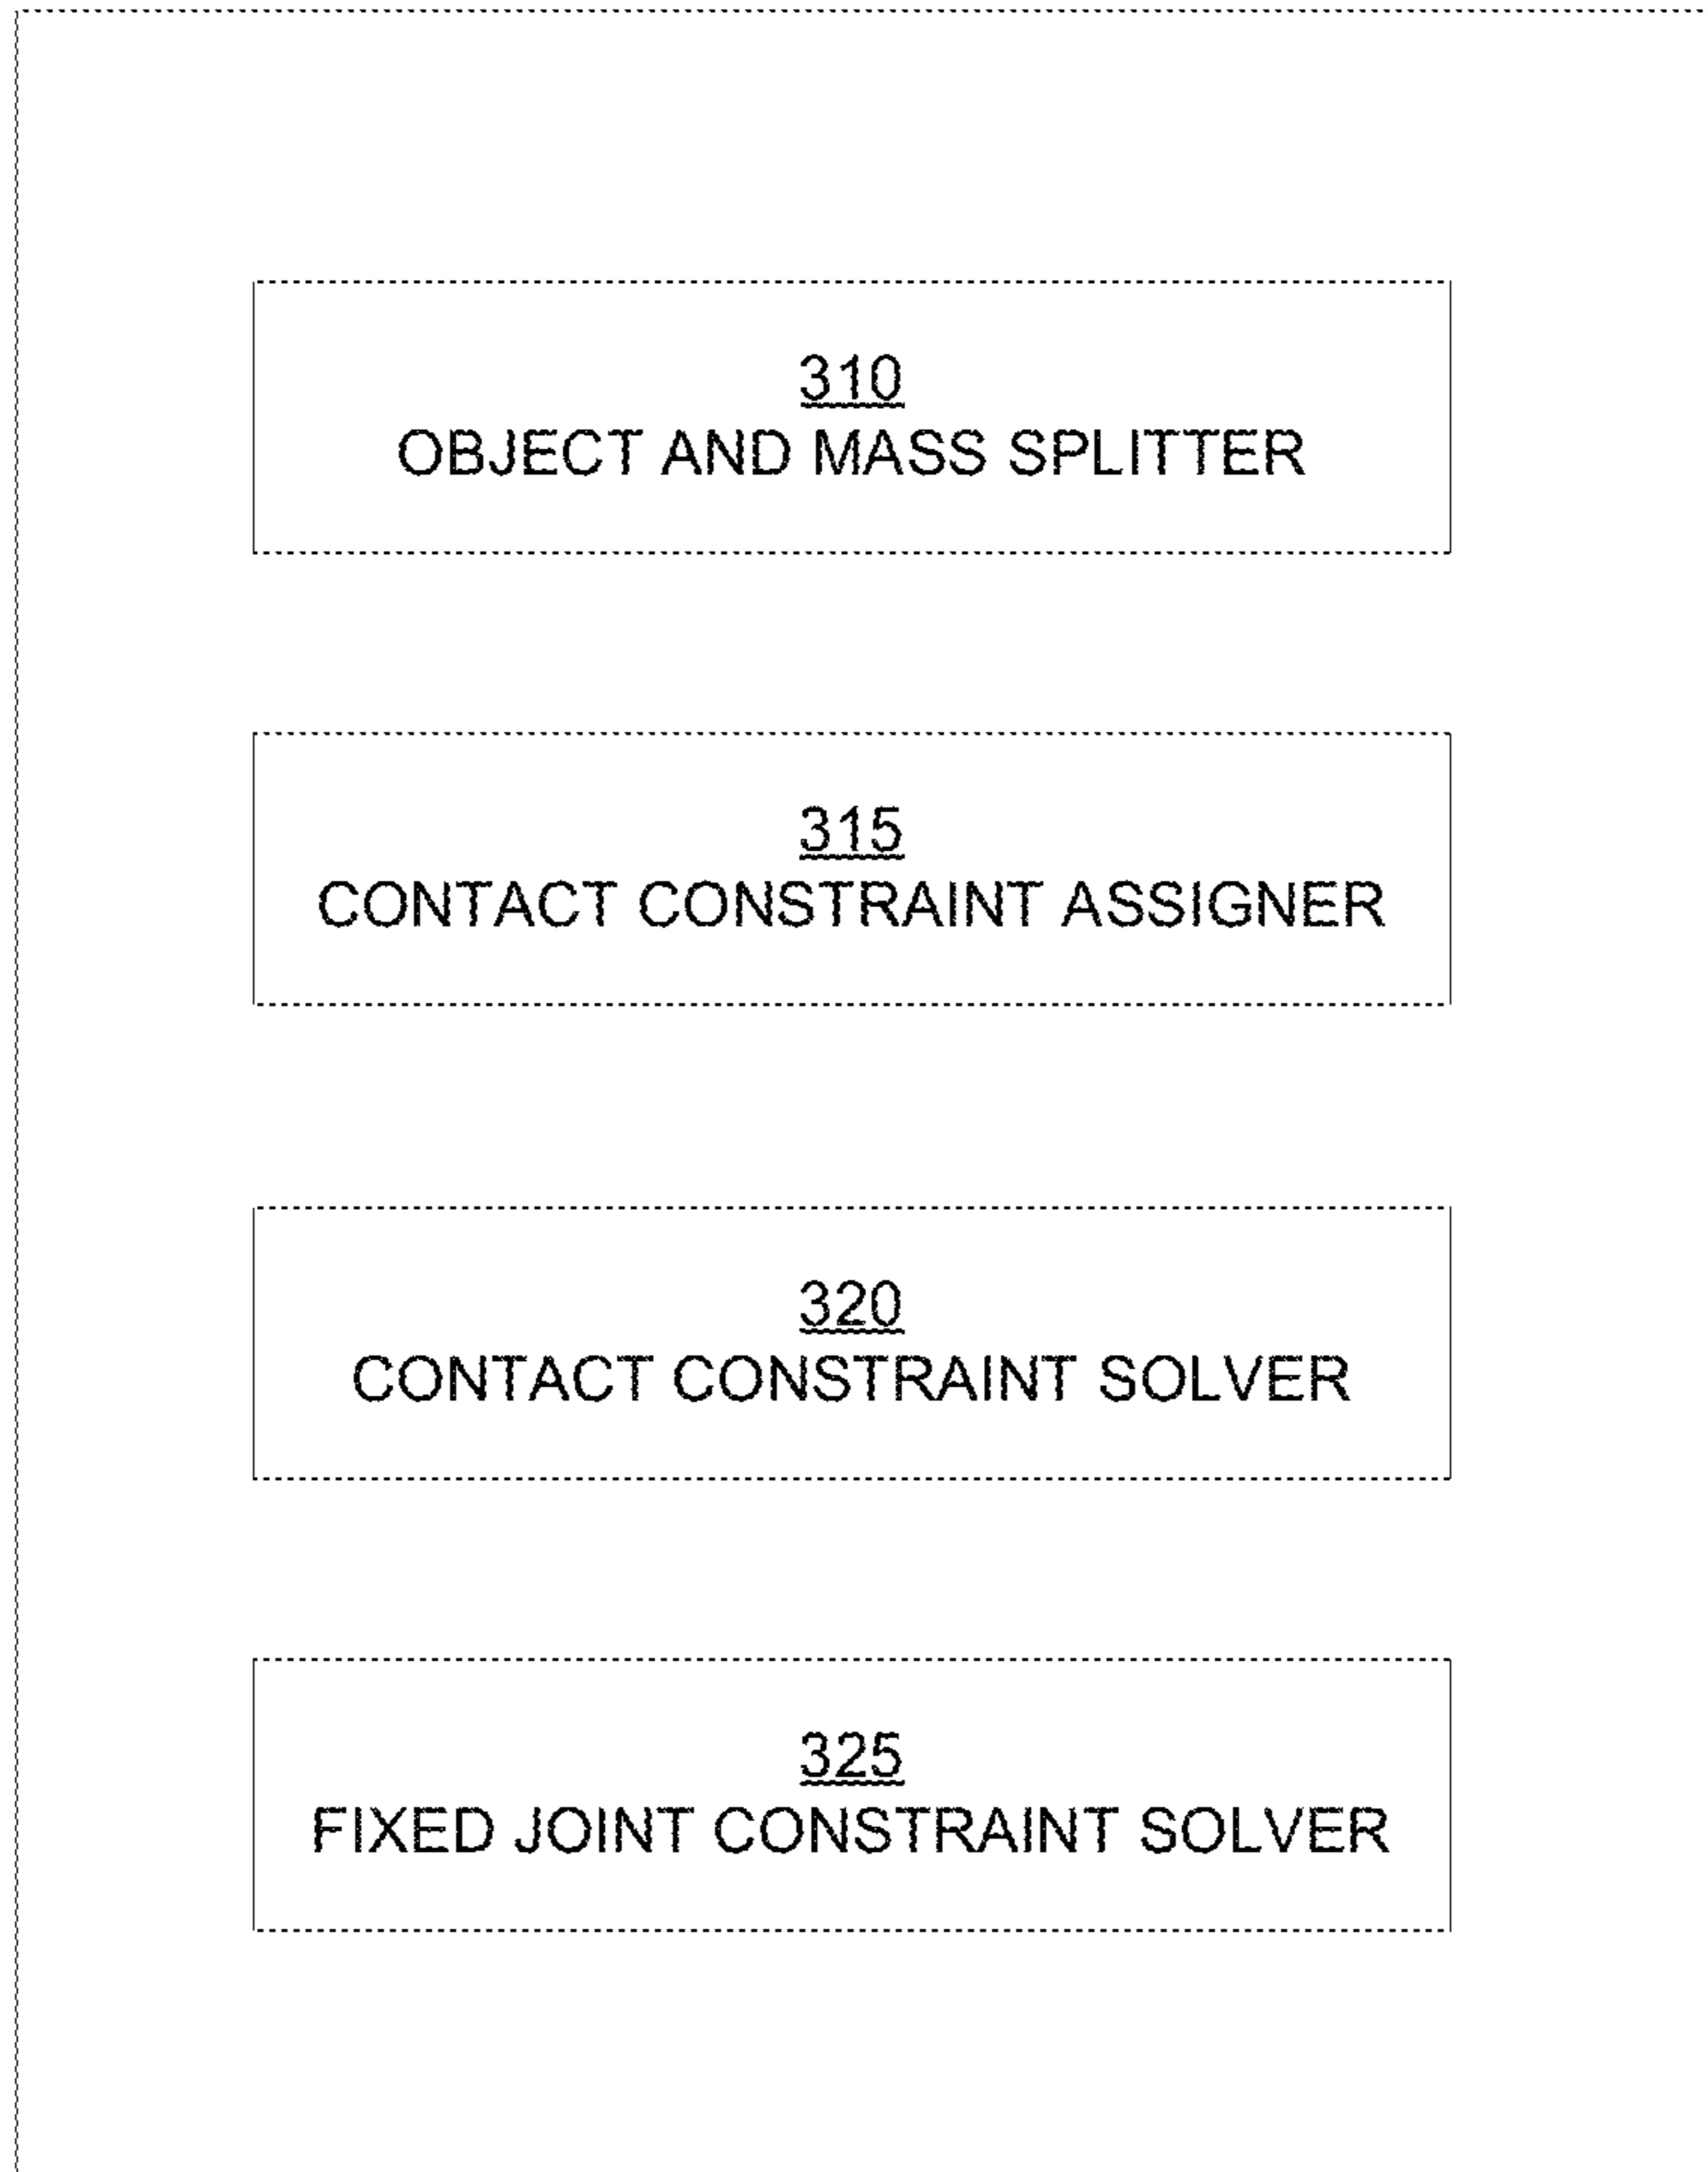 310
OBJECT AND MASS SPLITTER
315
CONTACT CONSTRAINT ASSIGNER
320
CONTACT CONSTRAINT SOLVER
325
FIXED JOINT CONSTRAINT SOLVER